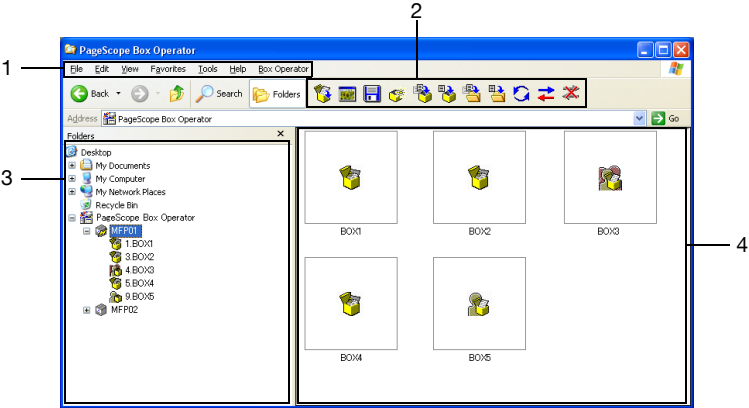 2
PageScope Box Operator
1
File Edit View Favorites Tools Help Box Operator
Back Search Folders
Address PageScope Box Operator Go
Folders ×
3
Desktop
My Documents
My Computer
My Network Places
Recycle Bin
PageScope Box Operator
MFP01
1.BOX1
3.BOX2
4.BOX3
5.BOX4
9.BOX5
MFP02
BOX1 BOX2 BOX3
4
BOX4 BOX5